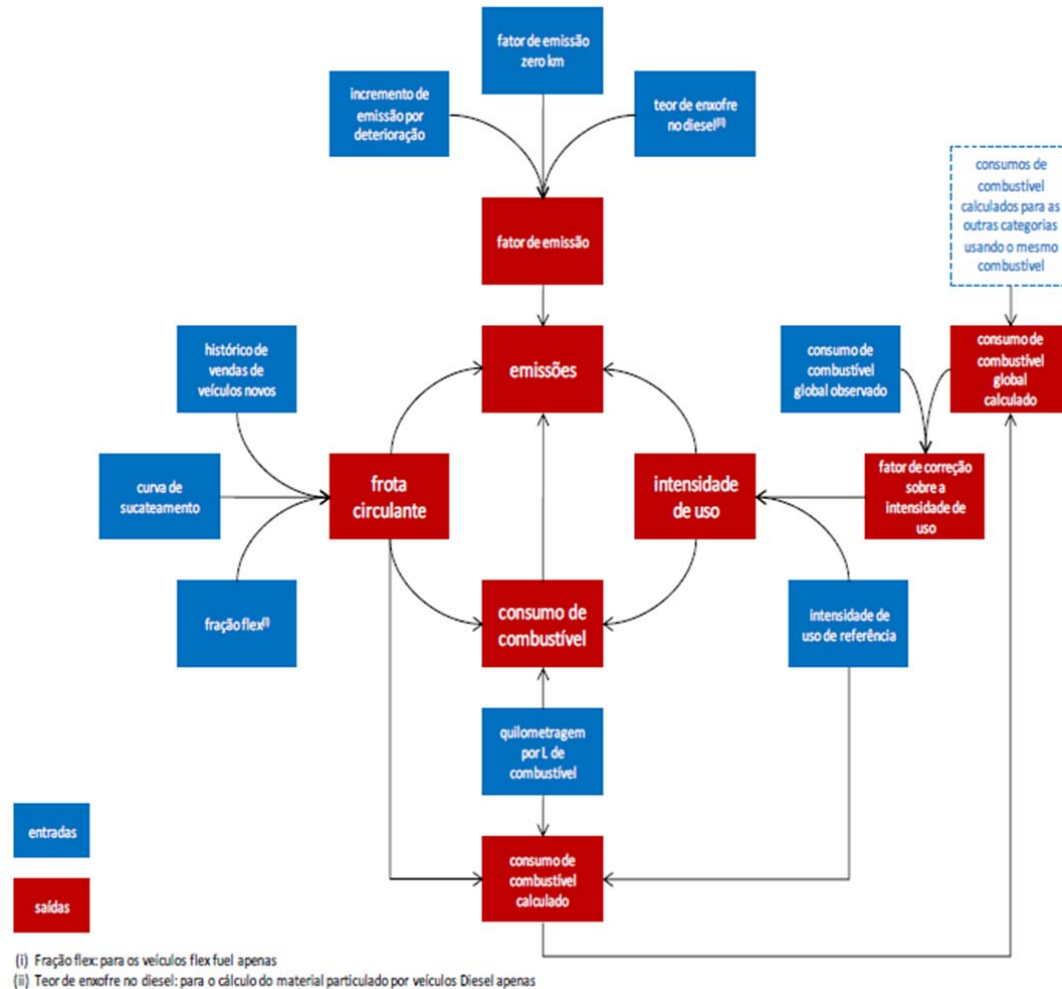 fator de emissão
zero km
incremento de
emissão por
deterioração
teor de enxofre
no diesel(ii)
consumos de
combustível
calculados para as
outras categorias
usando o mesmo
combustível
fator de emissão
histórico de
vendas de
veículos novos
emissões
consumo de
combustível
global observado
consumo de
combustível
global
calculado
curva de
sucateamento
frota
circulante
intensidade
de uso
fator de correção
sobre a
intensidade de
uso
fração flex(i)
consumo de
combustível
intensidade de
uso de referência
quilometragem
por L de
combustível
entradas
consumo de
combustível
calculado
saídas
(i) Fração flex: para os veículos flex fuel apenas
(ii) Teor de enxofre no diesel: para o cálculo do material particulado por veículos Diesel apenas